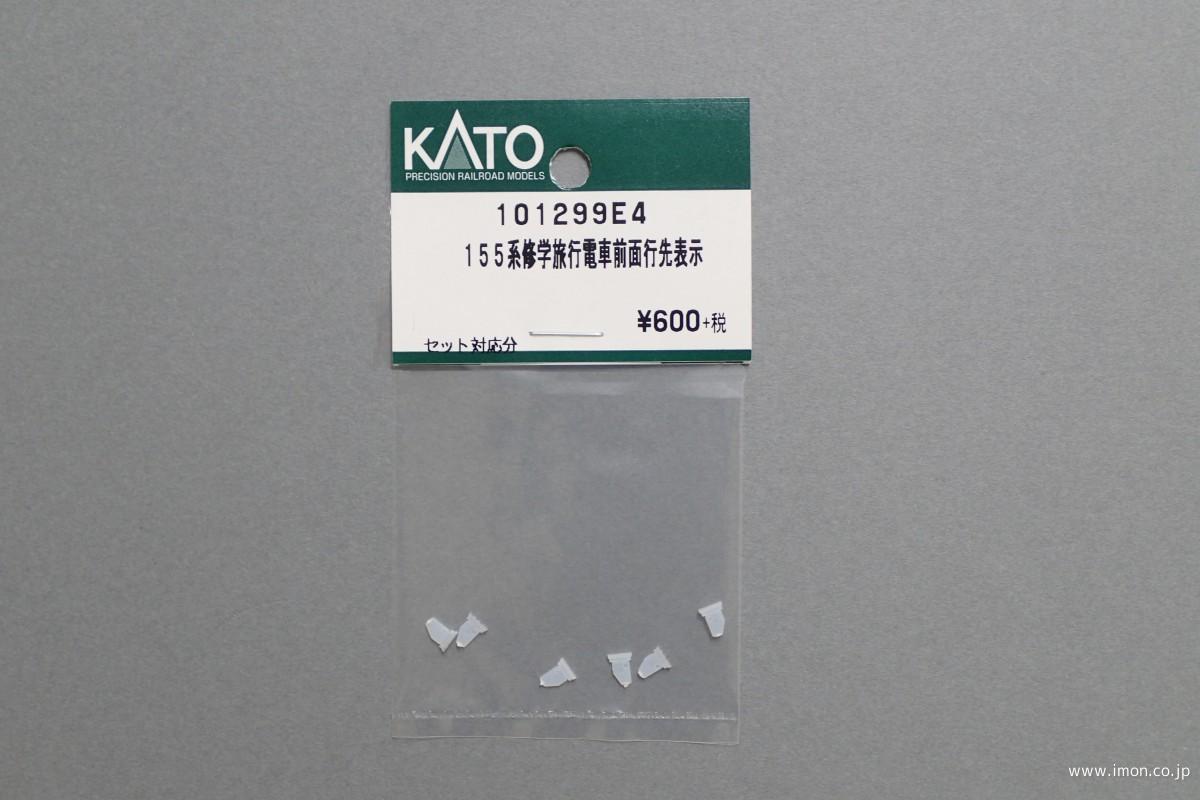 KATO
PRECISION RAILROAD MODELS
101299E4
155系修学旅行電車前面行先表示
¥600+税
セット対応分
www.imon.co.jp